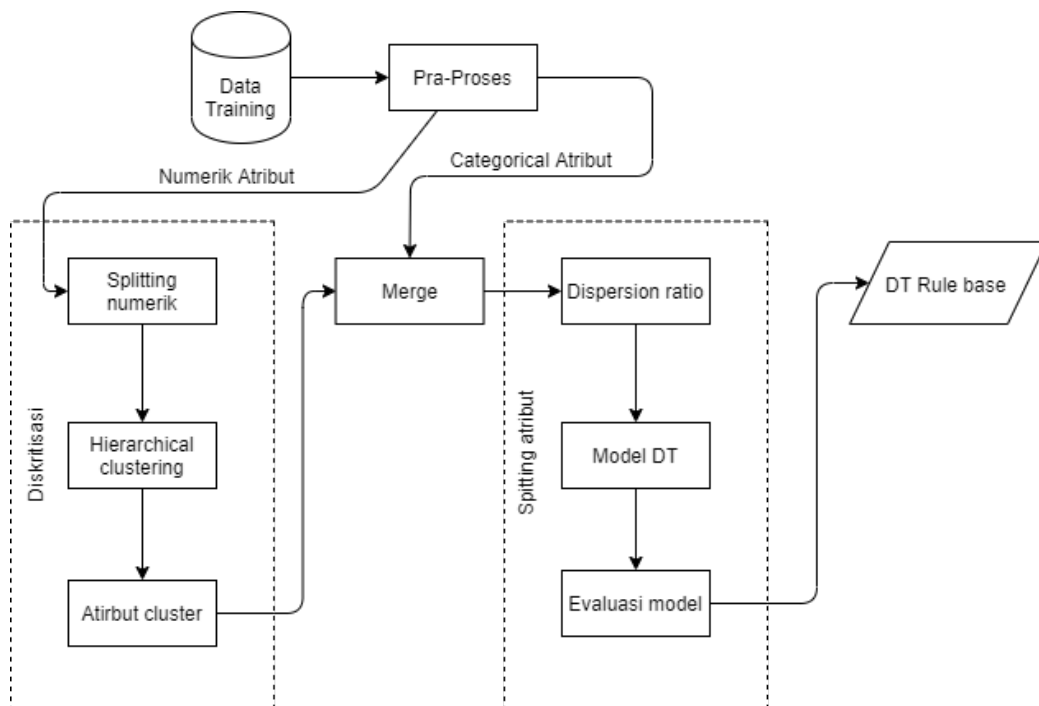 Data
Training
Pra-Proses
Numerik Atribut
Categorical Atribut
Diskritisasi
Splitting
numerik
Hierarchical
clustering
Atirbut cluster
Merge
Spitting atribut
Dispersion ratio
Model DT
Evaluasi model
DT Rule base